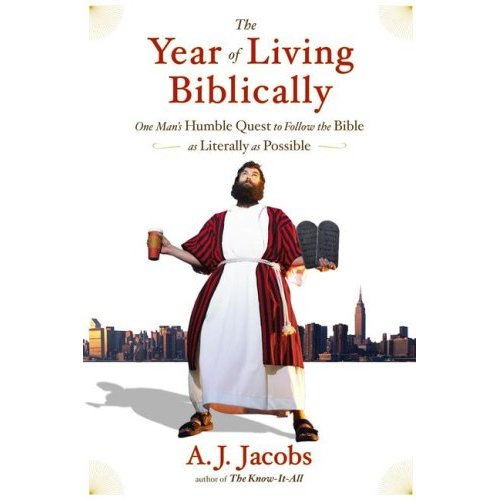 The
Year of Living
Biblically
One Man's Humble Quest to Follow the Bible
as Literally as Possible
A. J. Jacobs
author of The Know-It-All